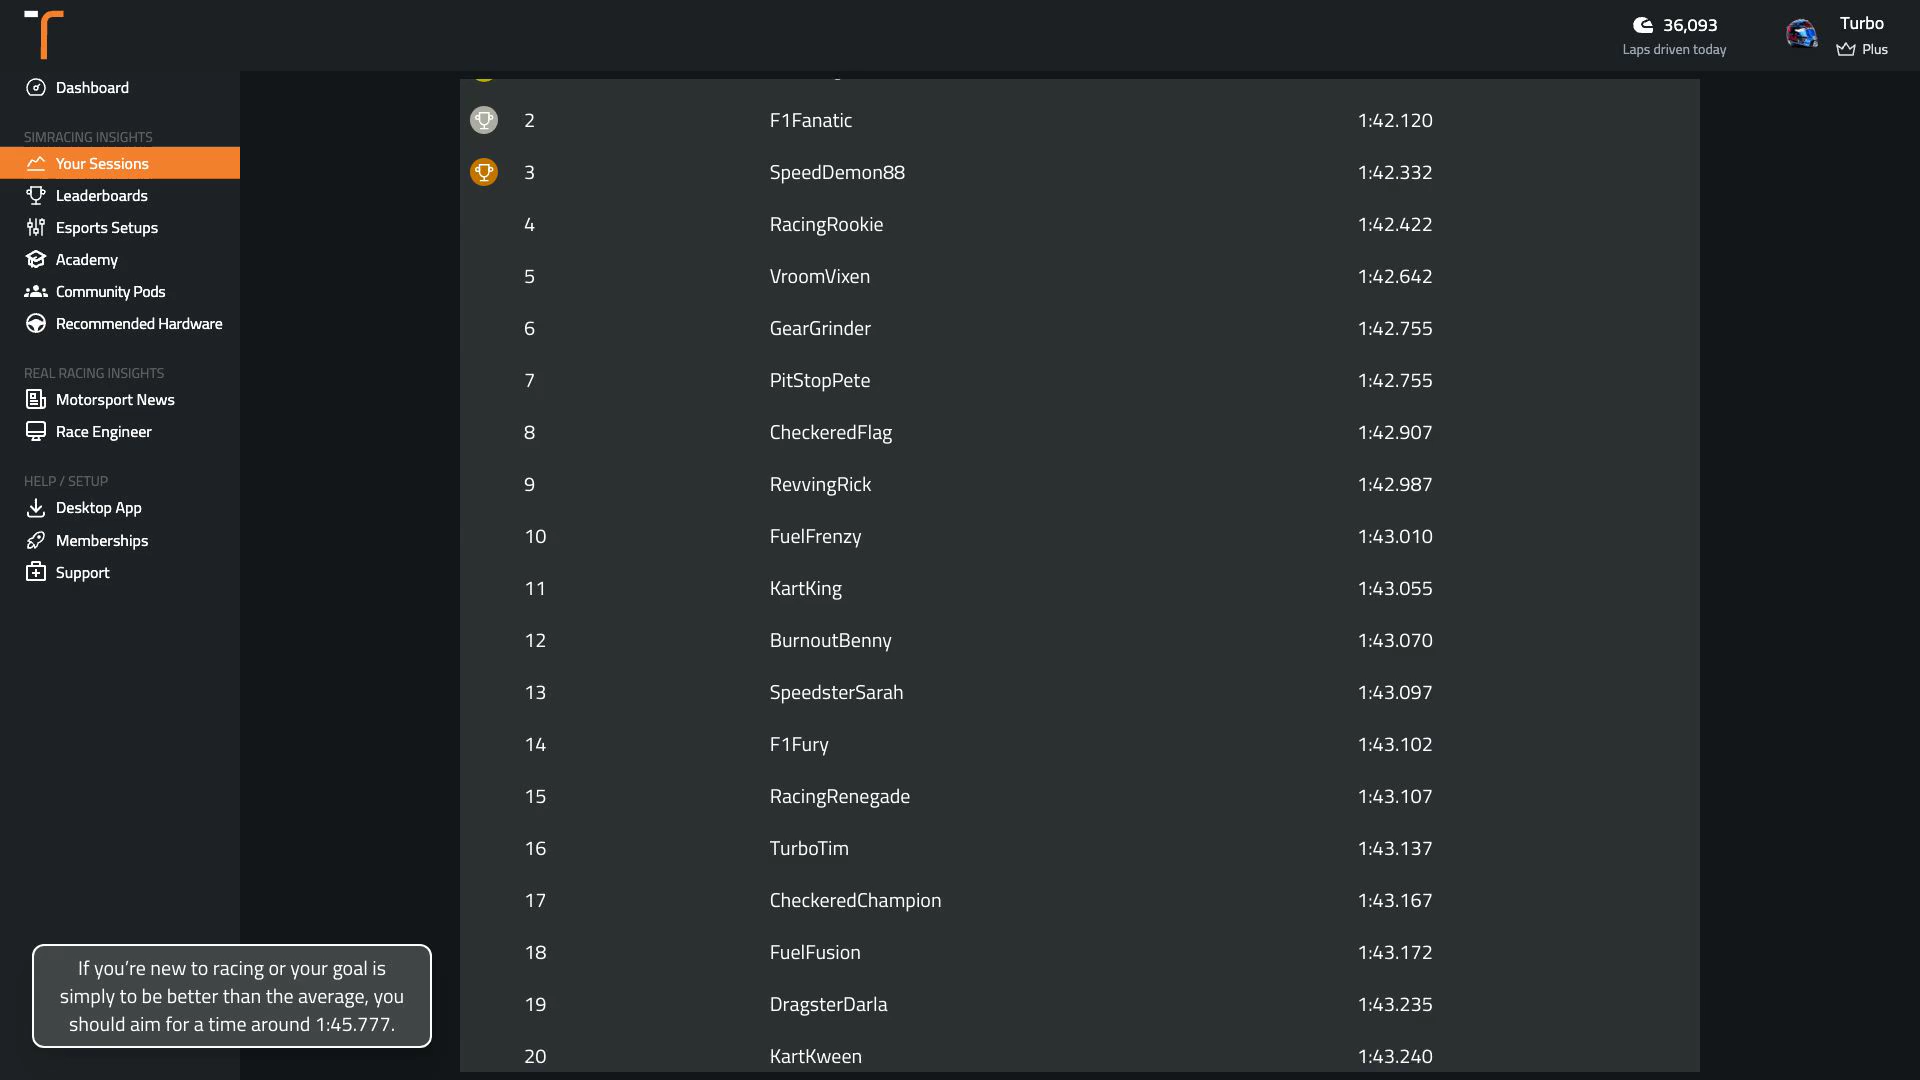 36,093
Laps driven today
Turbo
Plus
Dashboard
SIMRACING INSIGHTS
Your Sessions
Leaderboards
Esports Setups
Academy
Community Pods
Recommended Hardware
REAL RACING INSIGHTS
Motorsport News
Race Engineer
HELP / SETUP
Desktop App
Memberships
Support
2 F1Fanatic 1:42.120
3 SpeedDemon88 1:42.332
4 RacingRookie 1:42.422
5 VroomVixen 1:42.642
6 GearGrinder 1:42.755
7 PitStopPete 1:42.755
8 CheckeredFlag 1:42.907
9 RevvingRick 1:42.987
10 FuelFrenzy 1:43.010
11 KartKing 1:43.055
12 BurnoutBenny 1:43.070
13 SpeedsterSarah 1:43.097
14 F1Fury 1:43.102
15 RacingRenegade 1:43.107
16 TurboTim 1:43.137
17 CheckeredChampion 1:43.167
18 FuelFusion 1:43.172
19 DragsterDarla 1:43.235
20 KartKween 1:43.240
If you’re new to racing or your goal is
simply to be better than the average, you
should aim for a time around 1:45.777.